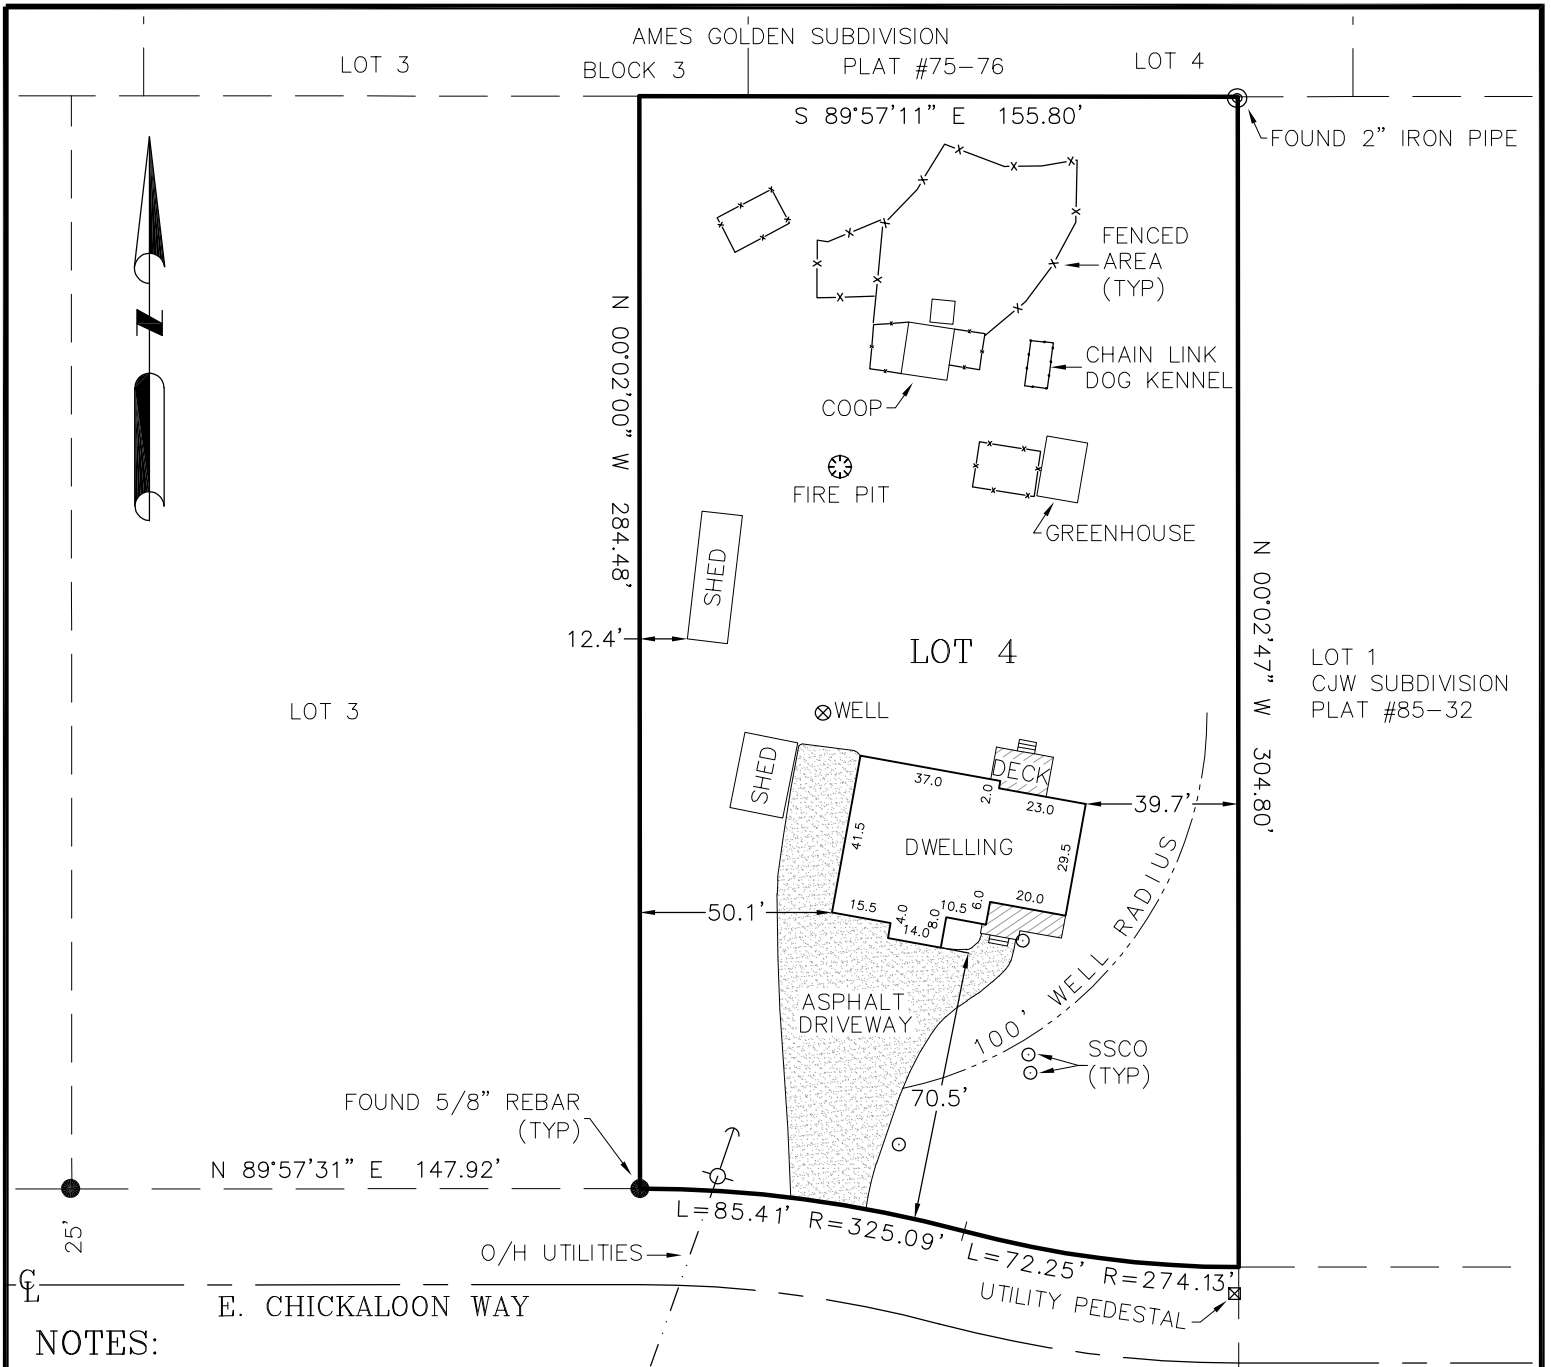 AMES GOLDEN SUBDIVISION
LOT 3
BLOCK 3
PLAT #75-76
LOT 4
S 89°57'11" E 155.80'
FOUND 2" IRON PIPE
N
FENCED
AREA
(TYP)
N 00°02'00" W 284.48'
CHAIN LINK
DOG KENNEL
COOP
FIRE PIT
GREENHOUSE
SHED
12.4'
LOT 4
N 00°02'47" W 304.80'
LOT 1
CJW SUBDIVISION
PLAT #85-32
LOT 3
WELL
SHED
DECK
37.0
2.0
23.0
39.7'
41.5
DWELLING
29.5
15.5
4.0
14.0
8.0
10.5
6.0
20.0
50.1'
100' WELL RADIUS
ASPHALT
DRIVEWAY
SSCO
(TYP)
70.5'
FOUND 5/8" REBAR
(TYP)
N 89°57'31" E 147.92'
25'
L=85.41' R=325.09'
L=72.25' R=274.13'
O/H UTILITIES
UTILITY PEDESTAL
CL
E. CHICKALOON WAY
NOTES: